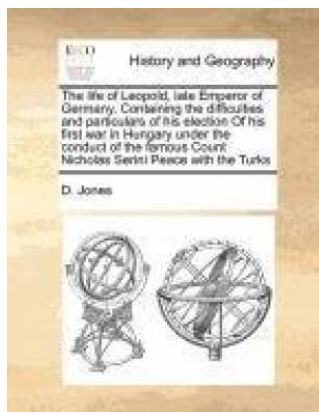 ECCO
History and Geography
The life of Leopold, late Emperor of
Germany. Containing the difficulties
and particulars of his election Of his
first war in Hungary under the
conduct of the famous Count
Nicholas Serini Peace with the Turks
D. Jones